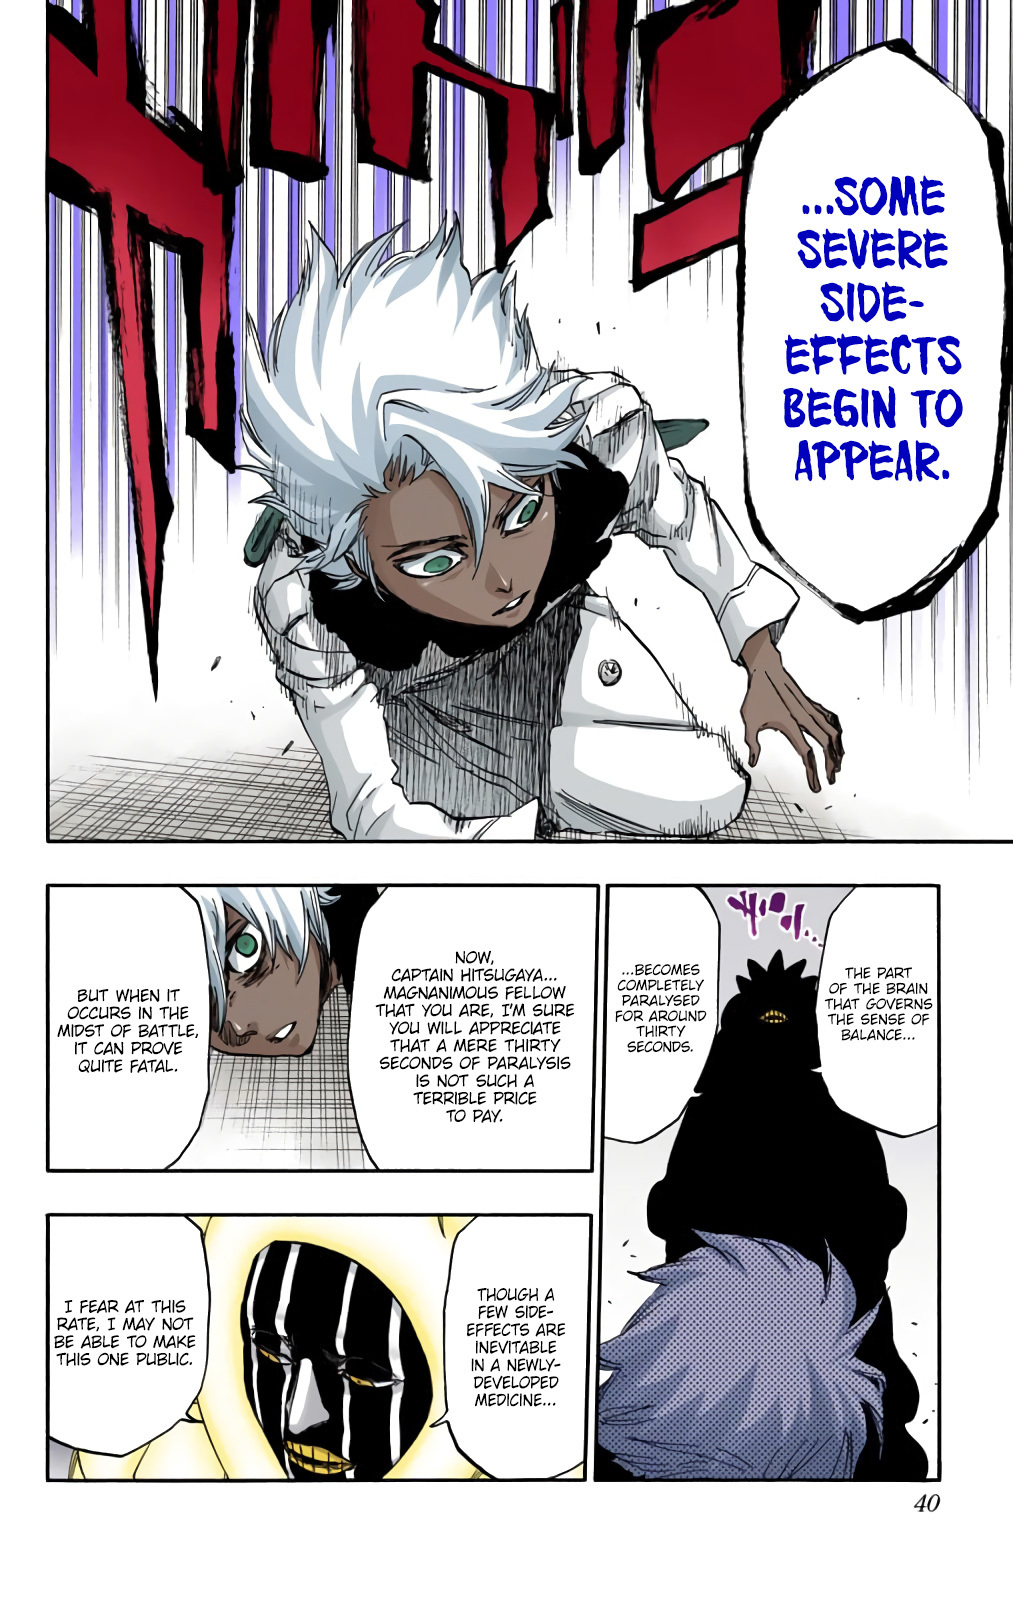 ...SOME
SEVERE
SIDE-
EFFECTS
BEGIN TO
APPEAR.
THE PART
OF THE BRAIN
THAT GOVERNS
THE SENSE OF
BALANCE...
...BECOMES
COMPLETELY
PARALYSED
FOR AROUND
THIRTY
SECONDS.
NOW,
CAPTAIN HITSUGAYA...
MAGNANIMOUS FELLOW
THAT YOU ARE, I'M SURE
YOU WILL APPRECIATE
THAT A MERE THIRTY
SECONDS OF PARALYSIS
IS NOT SUCH A
TERRIBLE PRICE
TO PAY.
BUT WHEN IT
OCCURS IN THE
MIDST OF BATTLE,
IT CAN PROVE
QUITE FATAL.
THOUGH A
FEW SIDE-
EFFECTS ARE
INEVITABLE
IN A NEWLY-
DEVELOPED
MEDICINE...
I FEAR AT THIS
RATE, I MAY NOT
BE ABLE TO MAKE
THIS ONE PUBLIC.
40